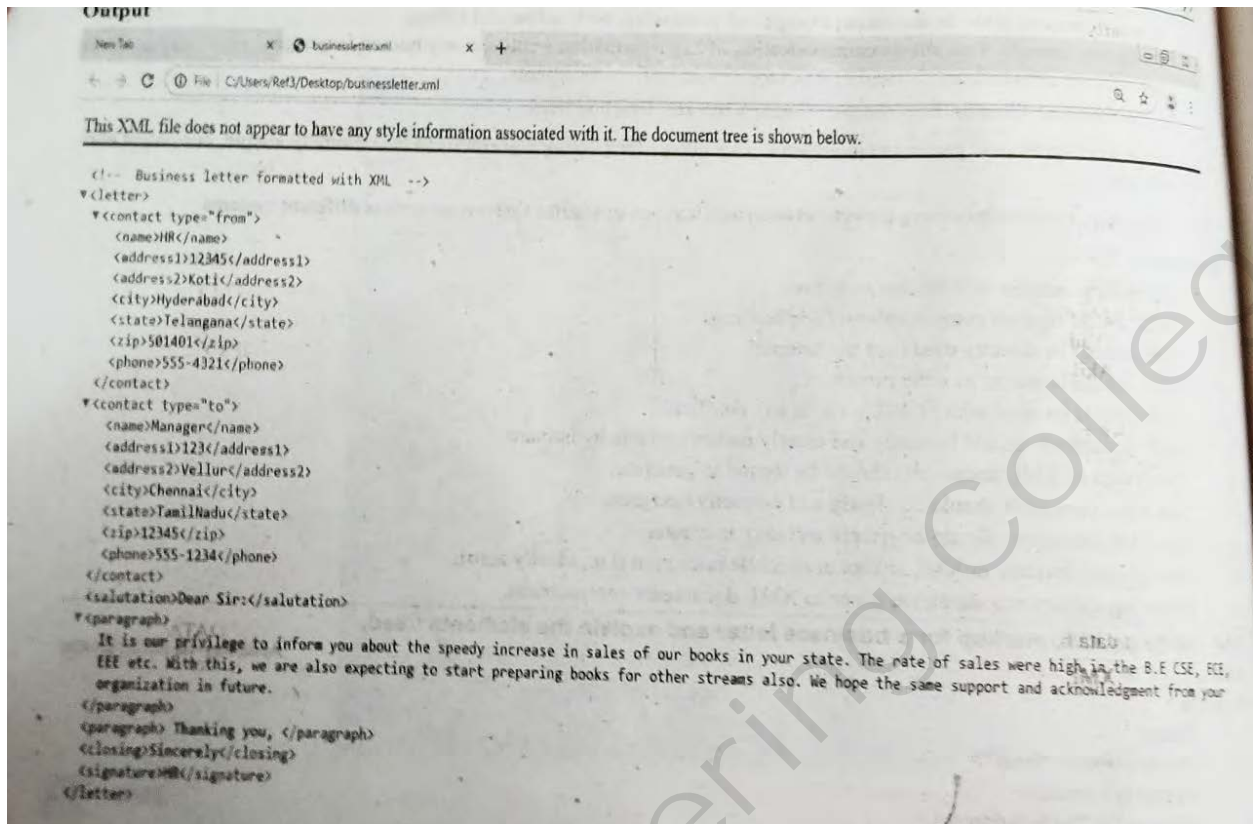 Output
New Tab x businessletter.xml x +
File C:/Users/Ref3/Desktop/businessletter.xml
This XML file does not appear to have any style information associated with it. The document tree is shown below.
<!-- Business letter formatted with XML -->
▼<letter>
▼<contact type="from">
<name>HR</name>
<address1>12345</address1>
<address2>Koti</address2>
<city>Hyderabad</city>
<state>Telangana</state>
<zip>501401</zip>
<phone>555-4321</phone>
</contact>
▼<contact type="to">
<name>Manager</name>
<address1>123</address1>
<address2>Vellur</address2>
<city>Chennai</city>
<state>TamilNadu</state>
<zip>12345</zip>
<phone>555-1234</phone>
</contact>
<salutation>Dear Sir:</salutation>
▼<paragraph>
It is our privilege to inform you about the speedy increase in sales of our books in your state. The rate of sales were high in the B.E CSE, ECE,
EEE etc. With this, we are also expecting to start preparing books for other streams also. We hope the same support and acknowledgment from your
organization in future.
</paragraph>
<paragraph> Thanking you, </paragraph>
<closing>Sincerely</closing>
<signature>HR</signature>
</letter>
ering Colleg